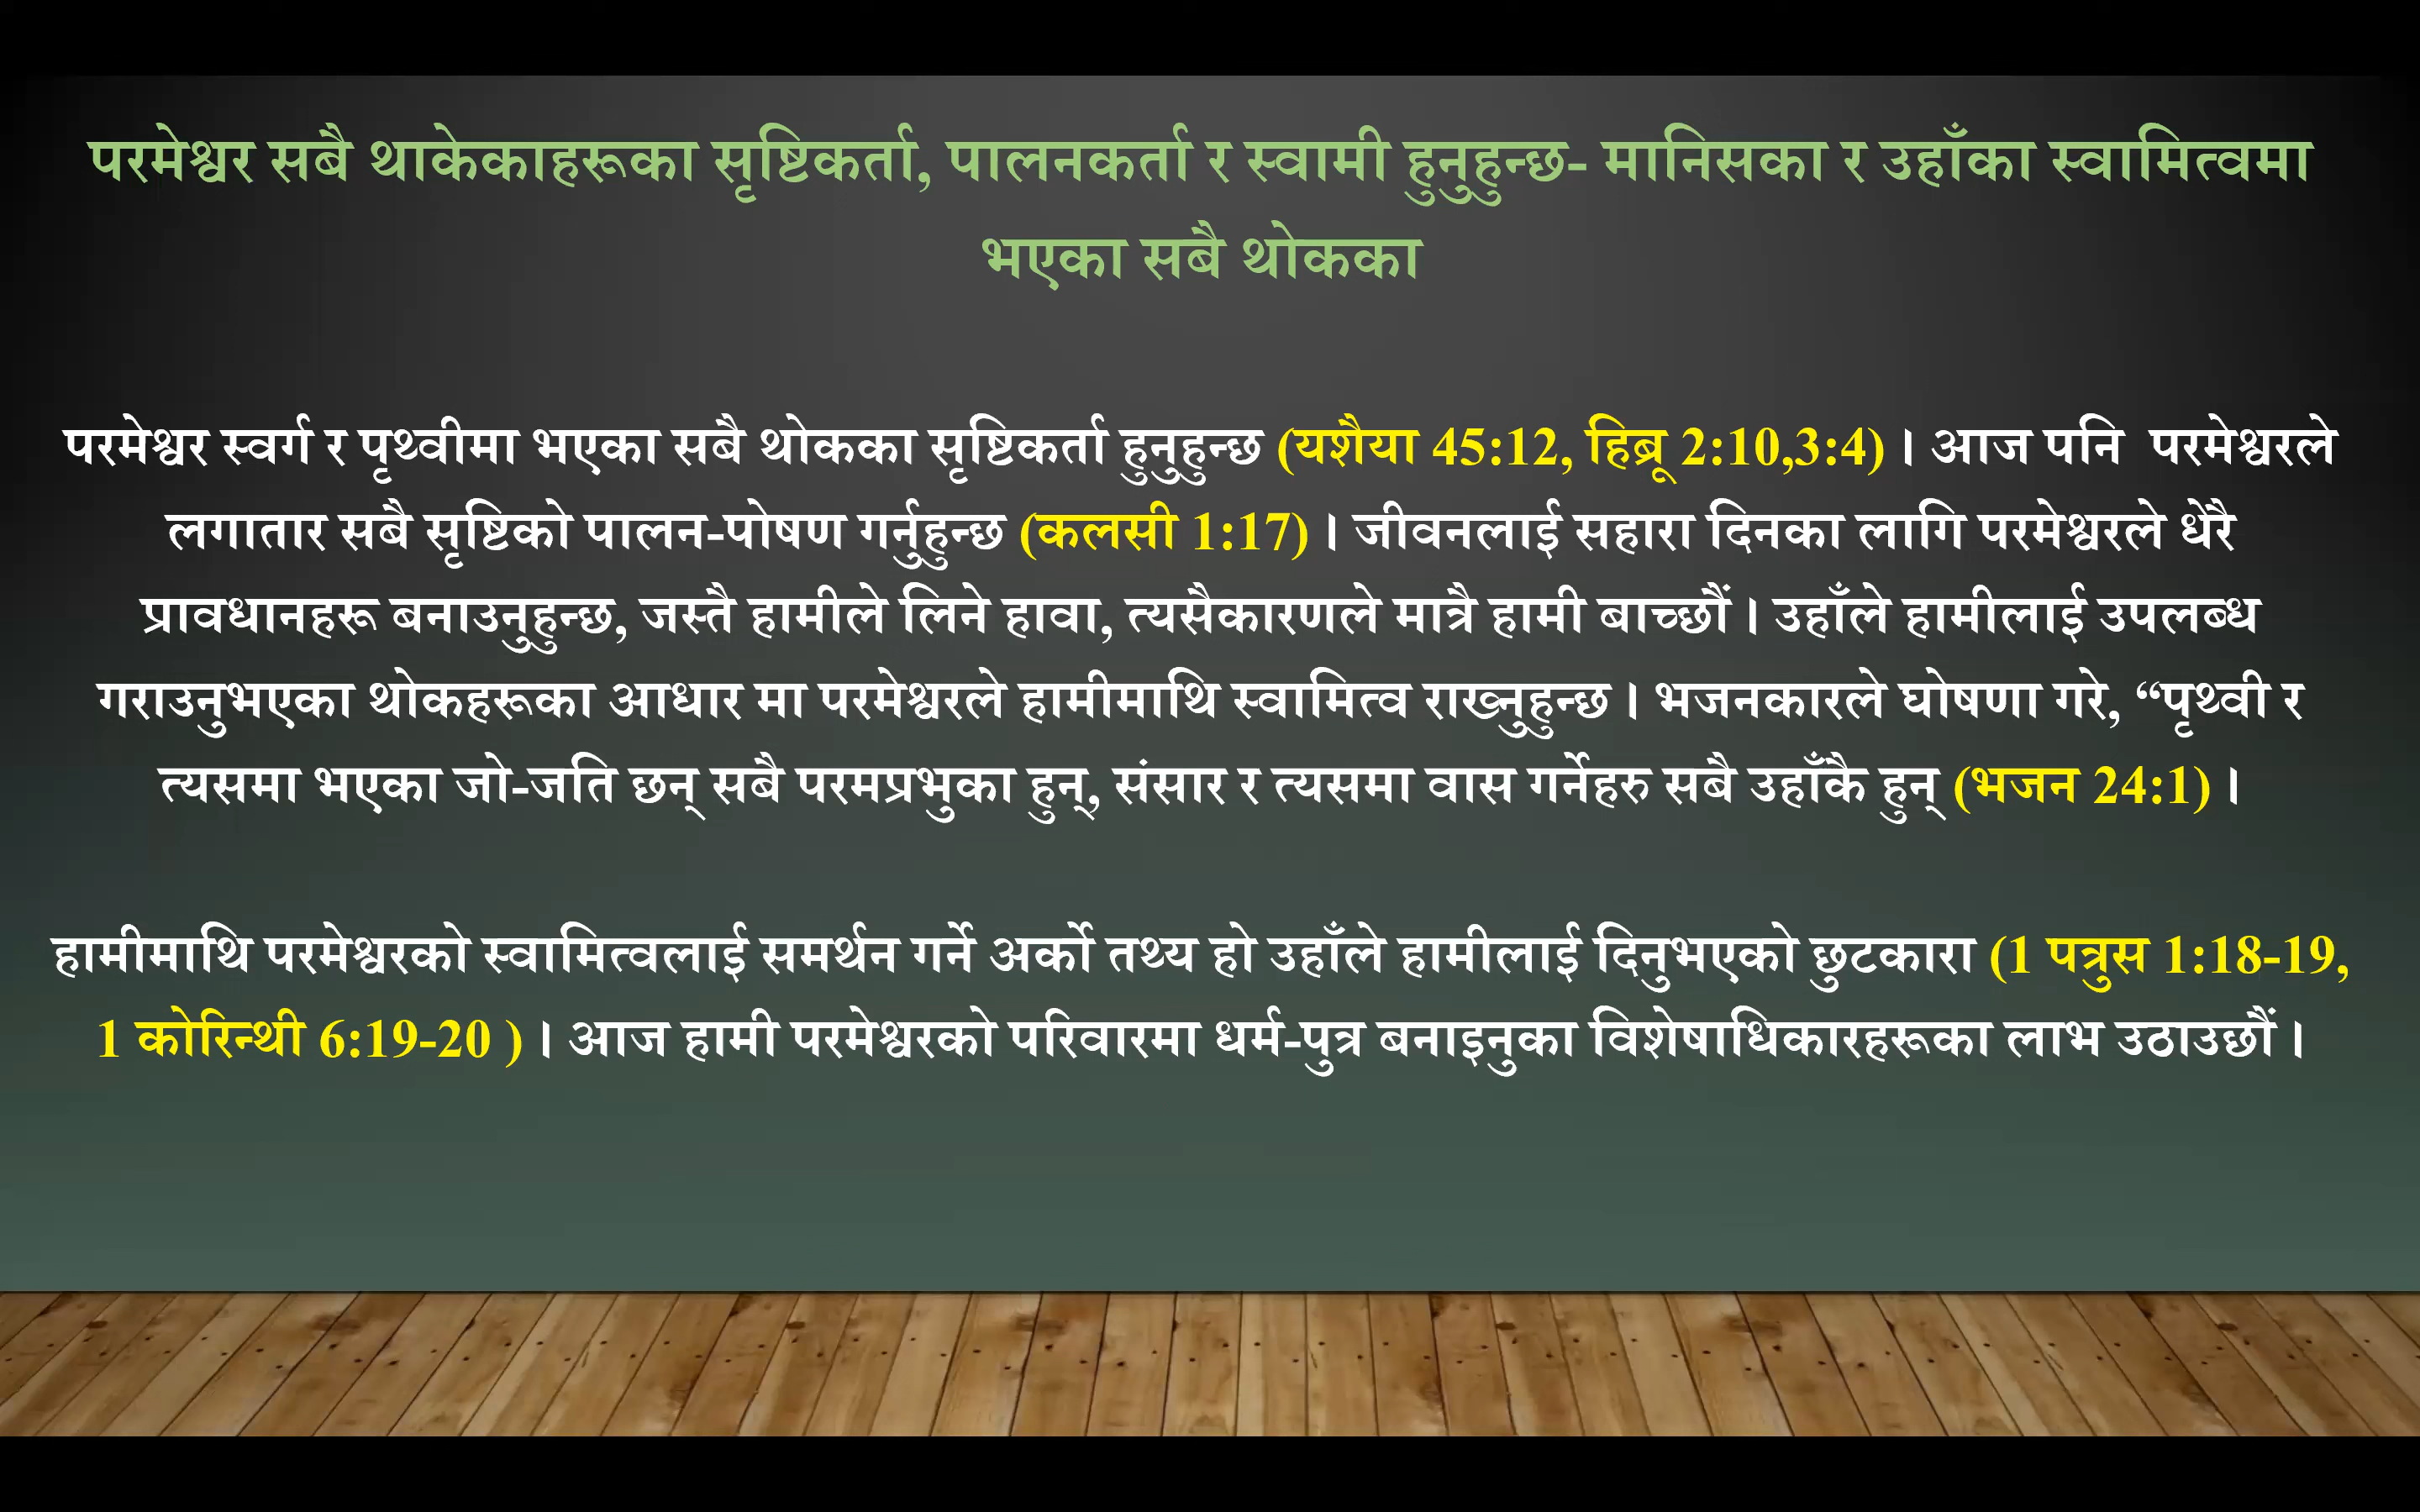 परमेश्वर सबै थाकेकाहरूका सृष्टिकर्ता, पालनकर्ता र स्वामी हुनुहुन्छ- मानिसका र उहाँका स्वामित्वमा
भएका सबै थोकका
परमेश्वर स्वर्ग र पृथ्वीमा भएका सबै थोकका सृष्टिकर्ता हुनुहुन्छ (यशैया 45:12, हिब्रू 2:10,3:4) । आज पनि  परमेश्वरले
लगातार सबै सृष्टिको पालन-पोषण गर्नुहुन्छ (कलसी 1:17) । जीवनलाई सहारा दिनका लागि परमेश्वरले धेरै
प्रावधानहरू बनाउनुहुन्छ, जस्तै हामीले लिने हावा, त्यसैकारणले मात्रै हामी बाच्छौं । उहाँले हामीलाई उपलब्ध
गराउनुभएका थोकहरूका आधार मा परमेश्वरले हामीमाथि स्वामित्व राख्नुहुन्छ । भजनकारले घोषणा गरे, “पृथ्वी र
त्यसमा भएका जो-जति छन् सबै परमप्रभुका हुन्, संसार र त्यसमा वास गर्नेहरु सबै उहाँकै हुन् (भजन 24:1) ।
हामीमाथि परमेश्वरको स्वामित्वलाई समर्थन गर्ने अर्को तथ्य हो उहाँले हामीलाई दिनुभएको छुटकारा (1 पत्रुस 1:18-19,
1 कोरिन्थी 6:19-20 ) । आज हामी परमेश्वरको परिवारमा धर्म-पुत्र बनाइनुका विशेषाधिकारहरूका लाभ उठाउछौं ।